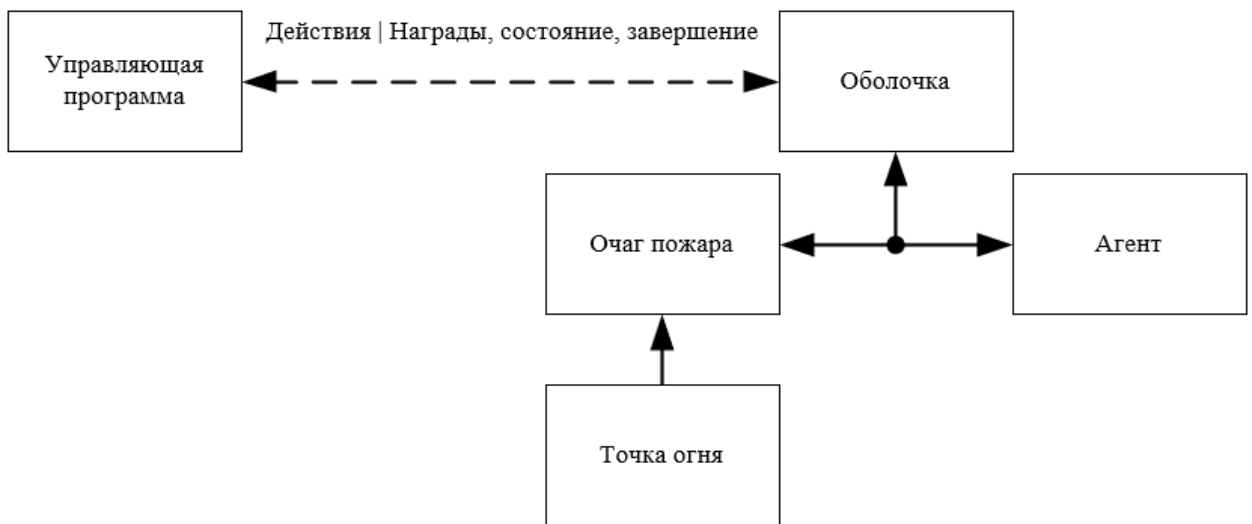 Действия | Награды, состояние, завершение
Управляющая
программа
Оболочка
Очаг пожара
Агент
Точка огня